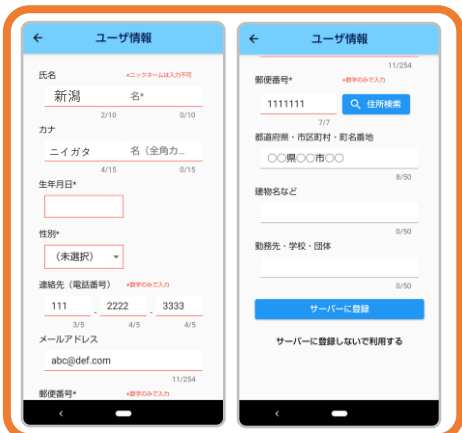 ユーザ情報
氏名 *ニックネームは入力不可
新潟 名*
2/10 0/10
カナ
ニイガタ 名（全角カ...
4/15 0/15
生年月日*
性別*
（未選択）
連絡先（電話番号） *数字のみで入力
111 - 2222 - 3333
3/5 4/5 4/5
メールアドレス
abc@def.com
11/254
郵便番号* *数字のみで入力
ユーザ情報
11/254
郵便番号* *数字のみで入力
1111111 住所検索
7/7
都道府県・市区町村・町名番地
○○県○○市○○
8/50
建物名など
0/50
勤務先・学校・団体
0/50
サーバーに登録
サーバーに登録しないで利用する